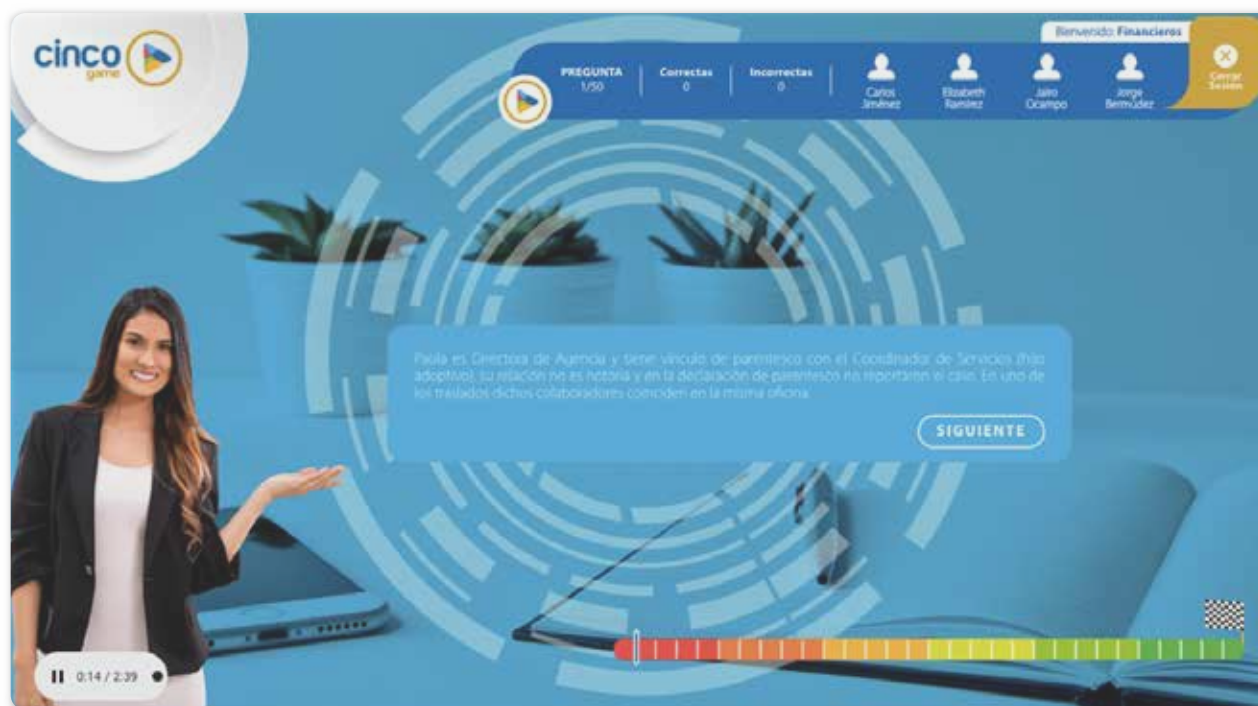 cinco
game
Bienvenido: Financieros
PREGUNTA
1/50
Correctas
0
Incorrectas
0
Carlos
Jiménez
Elizabeth
Ramírez
Jairo
Ocampo
Jorge
Bermúdez
Cerrar
Sesión
Paola es Directora de Agencia y tiene vínculo de parentesco con el Coordinador de Servicios (hijo
adoptivo), su relación no es notoria y en la declaración de parentesco no reportaron el caso. En uno de
los traslados dichos colaboradores coinciden en la misma oficina.
SIGUIENTE
0:14 / 2:39